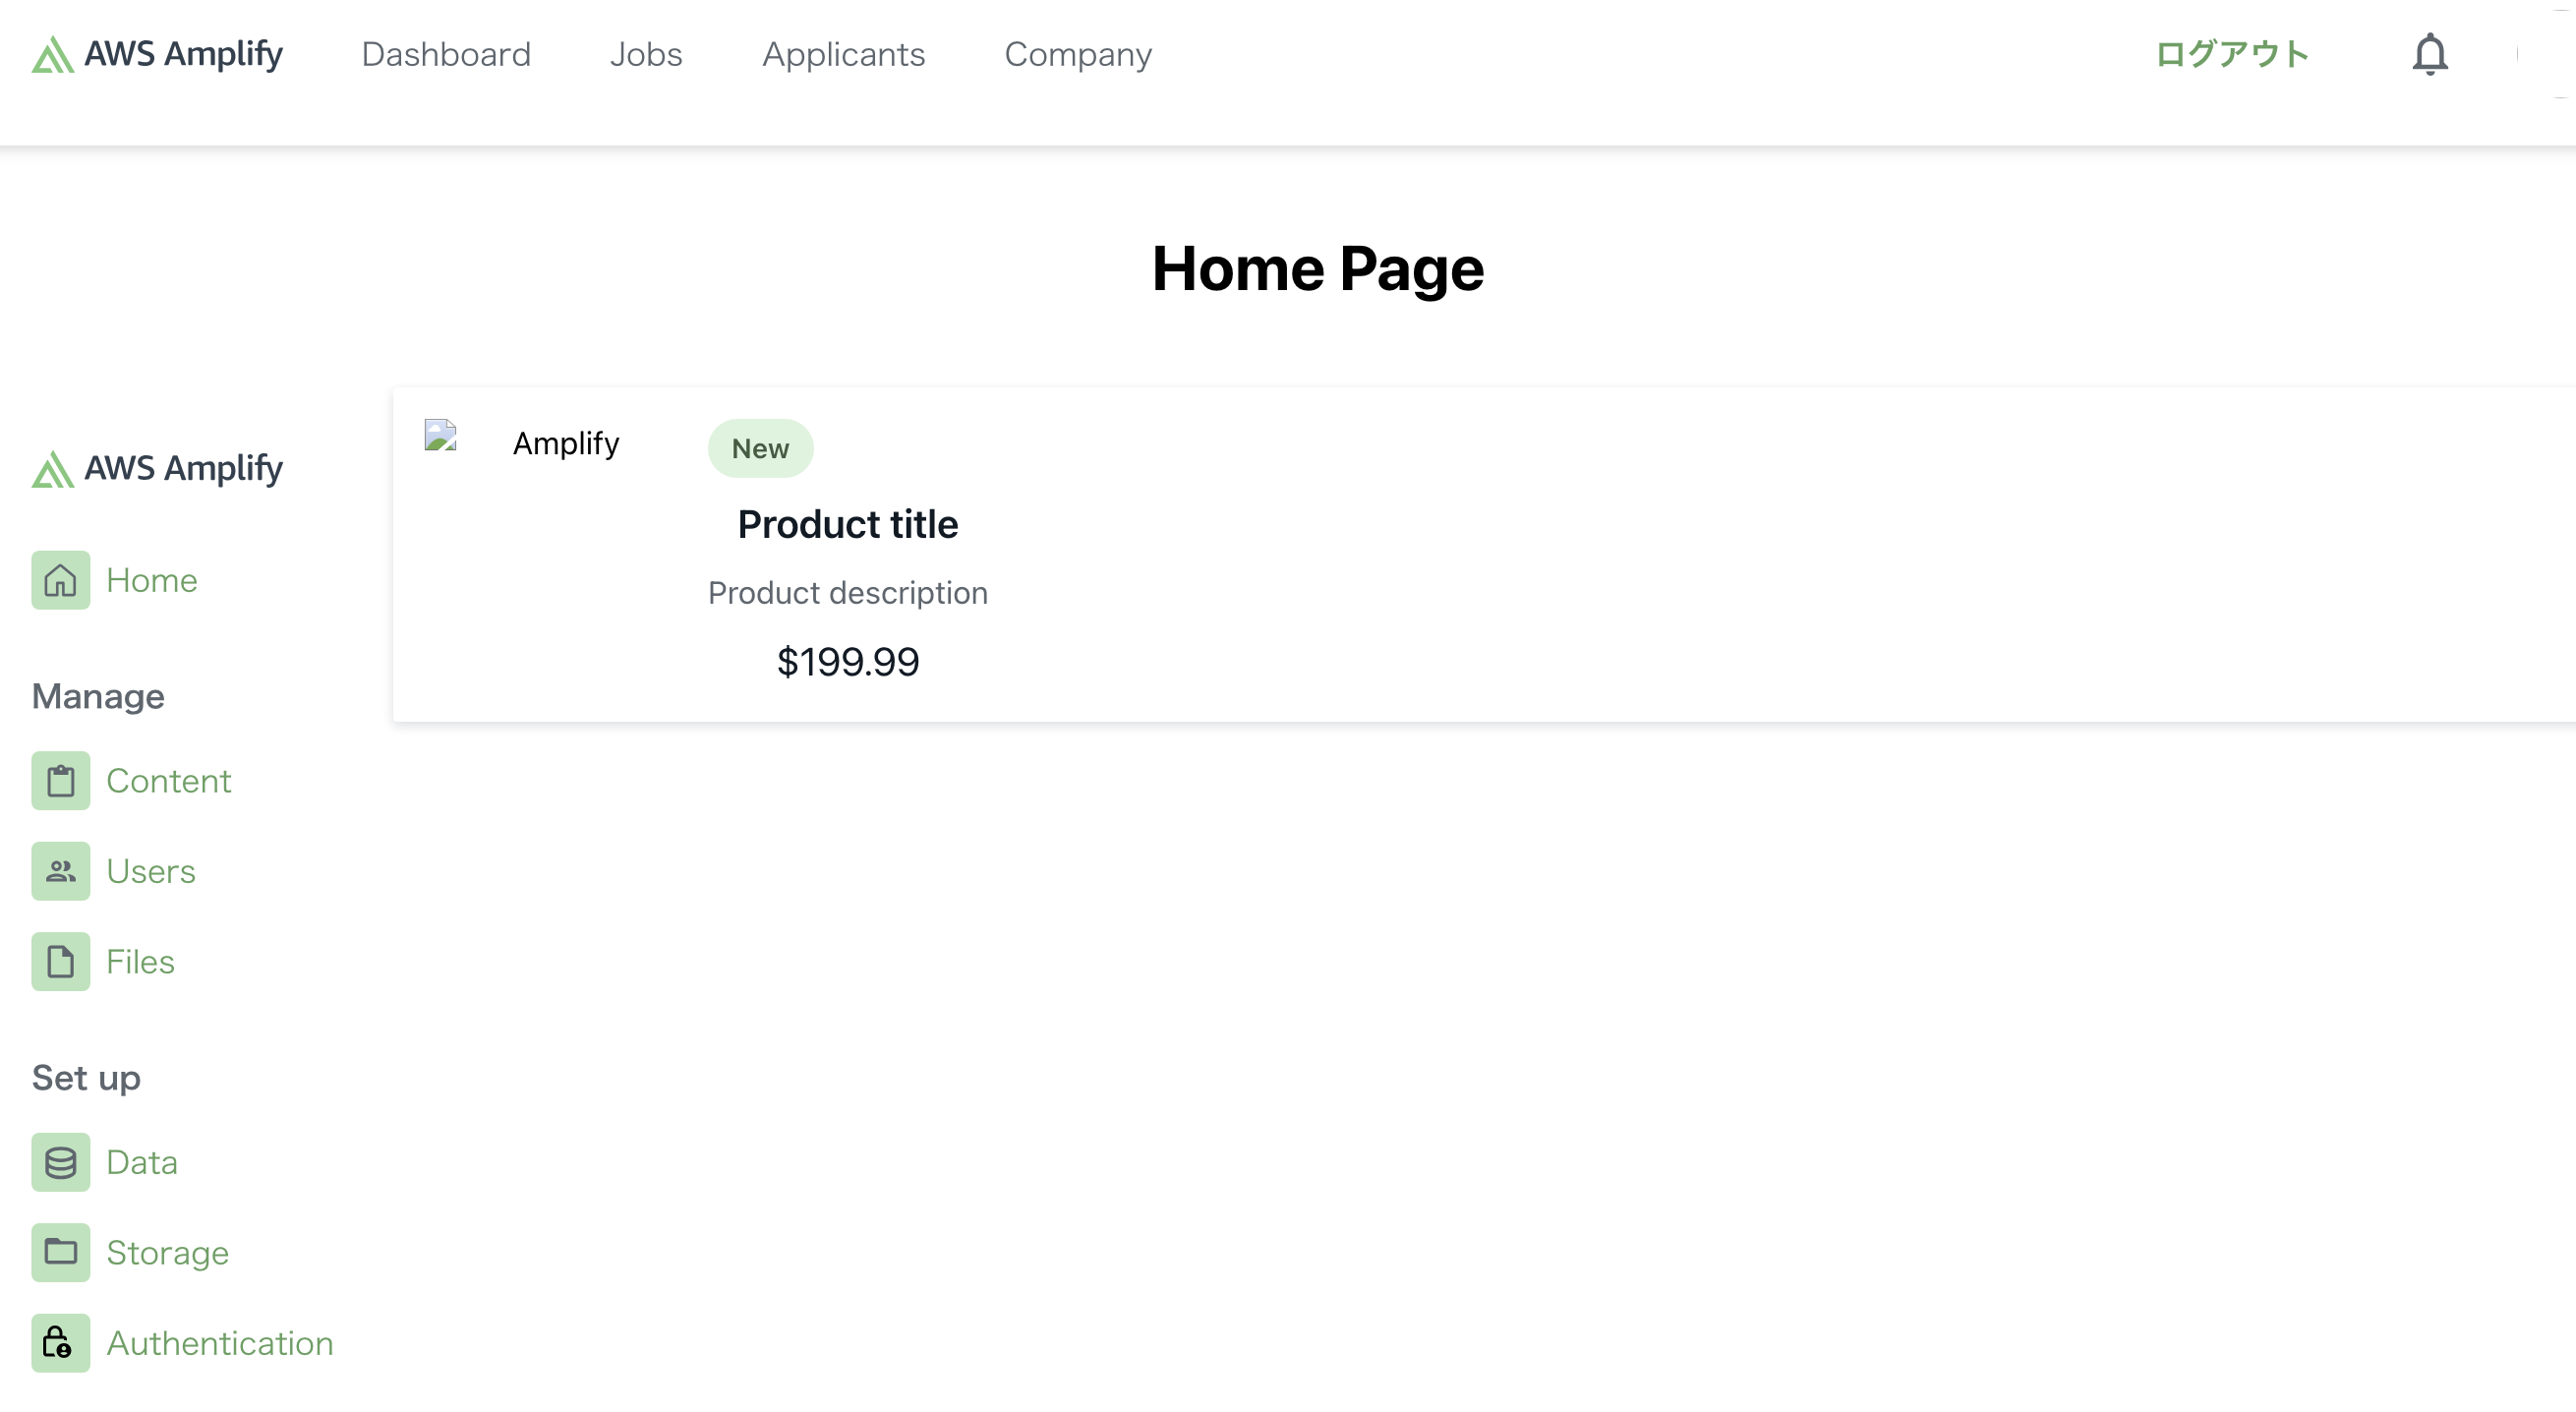 AWS Amplify Dashboard Jobs Applicants Company ログアウト
Home Page
AWS Amplify
Home
Manage
Content
Users
Files
Set up
Data
Storage
Authentication
Amplify
New
Product title
Product description
$199.99